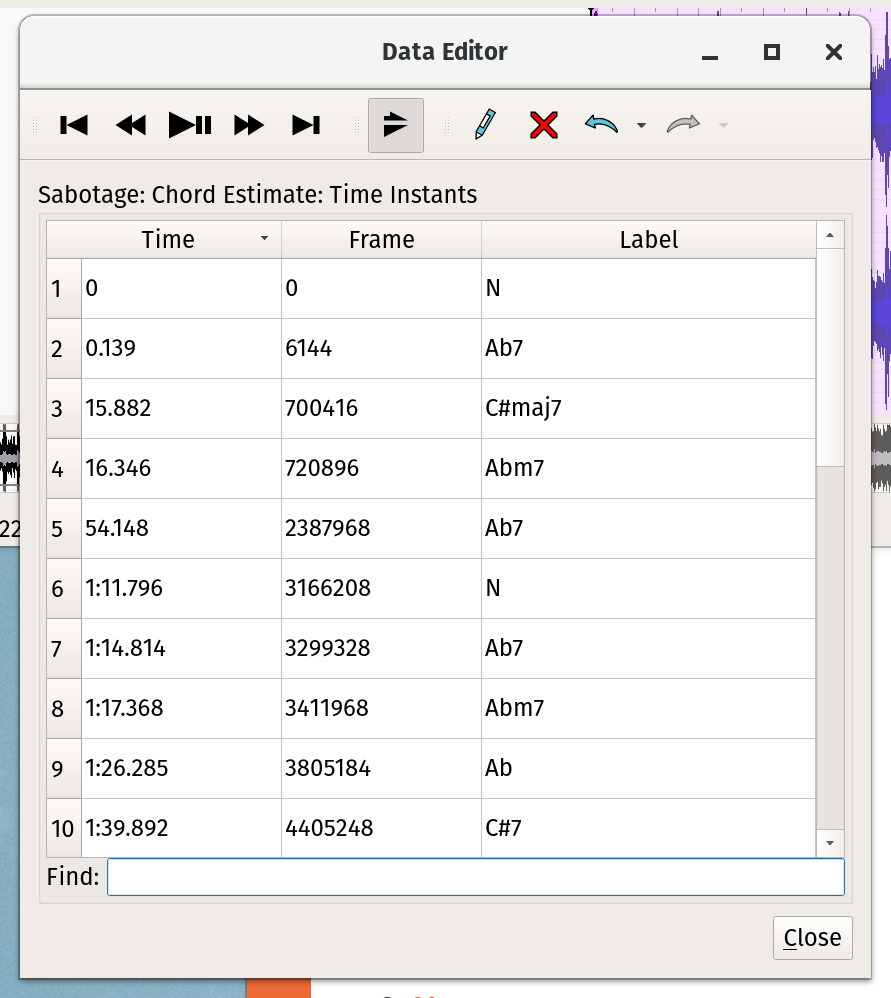 Data Editor
Sabotage: Chord Estimate: Time Instants
Time Frame Label
1 0 0 N
2 0.139 6144 Ab7
3 15.882 700416 C#maj7
4 16.346 720896 Abm7
22
5 54.148 2387968 Ab7
6 1:11.796 3166208 N
7 1:14.814 3299328 Ab7
8 1:17.368 3411968 Abm7
9 1:26.285 3805184 Ab
10 1:39.892 4405248 C#7
Find:
Close